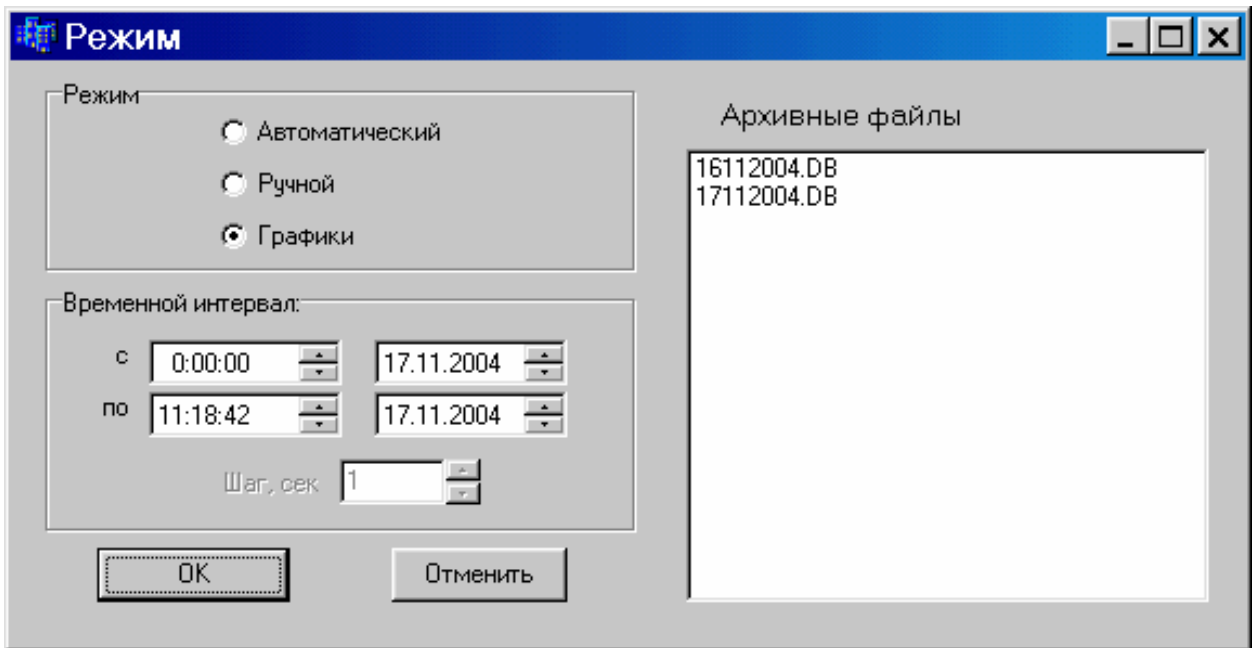 Режим
Режим
Автоматический
Ручной
Графики
Временной интервал:
с 0:00:00 17.11.2004
по 11:18:42 17.11.2004
Шаг, сек 1
OK Отменить
Архивные файлы
16112004.DB
17112004.DB